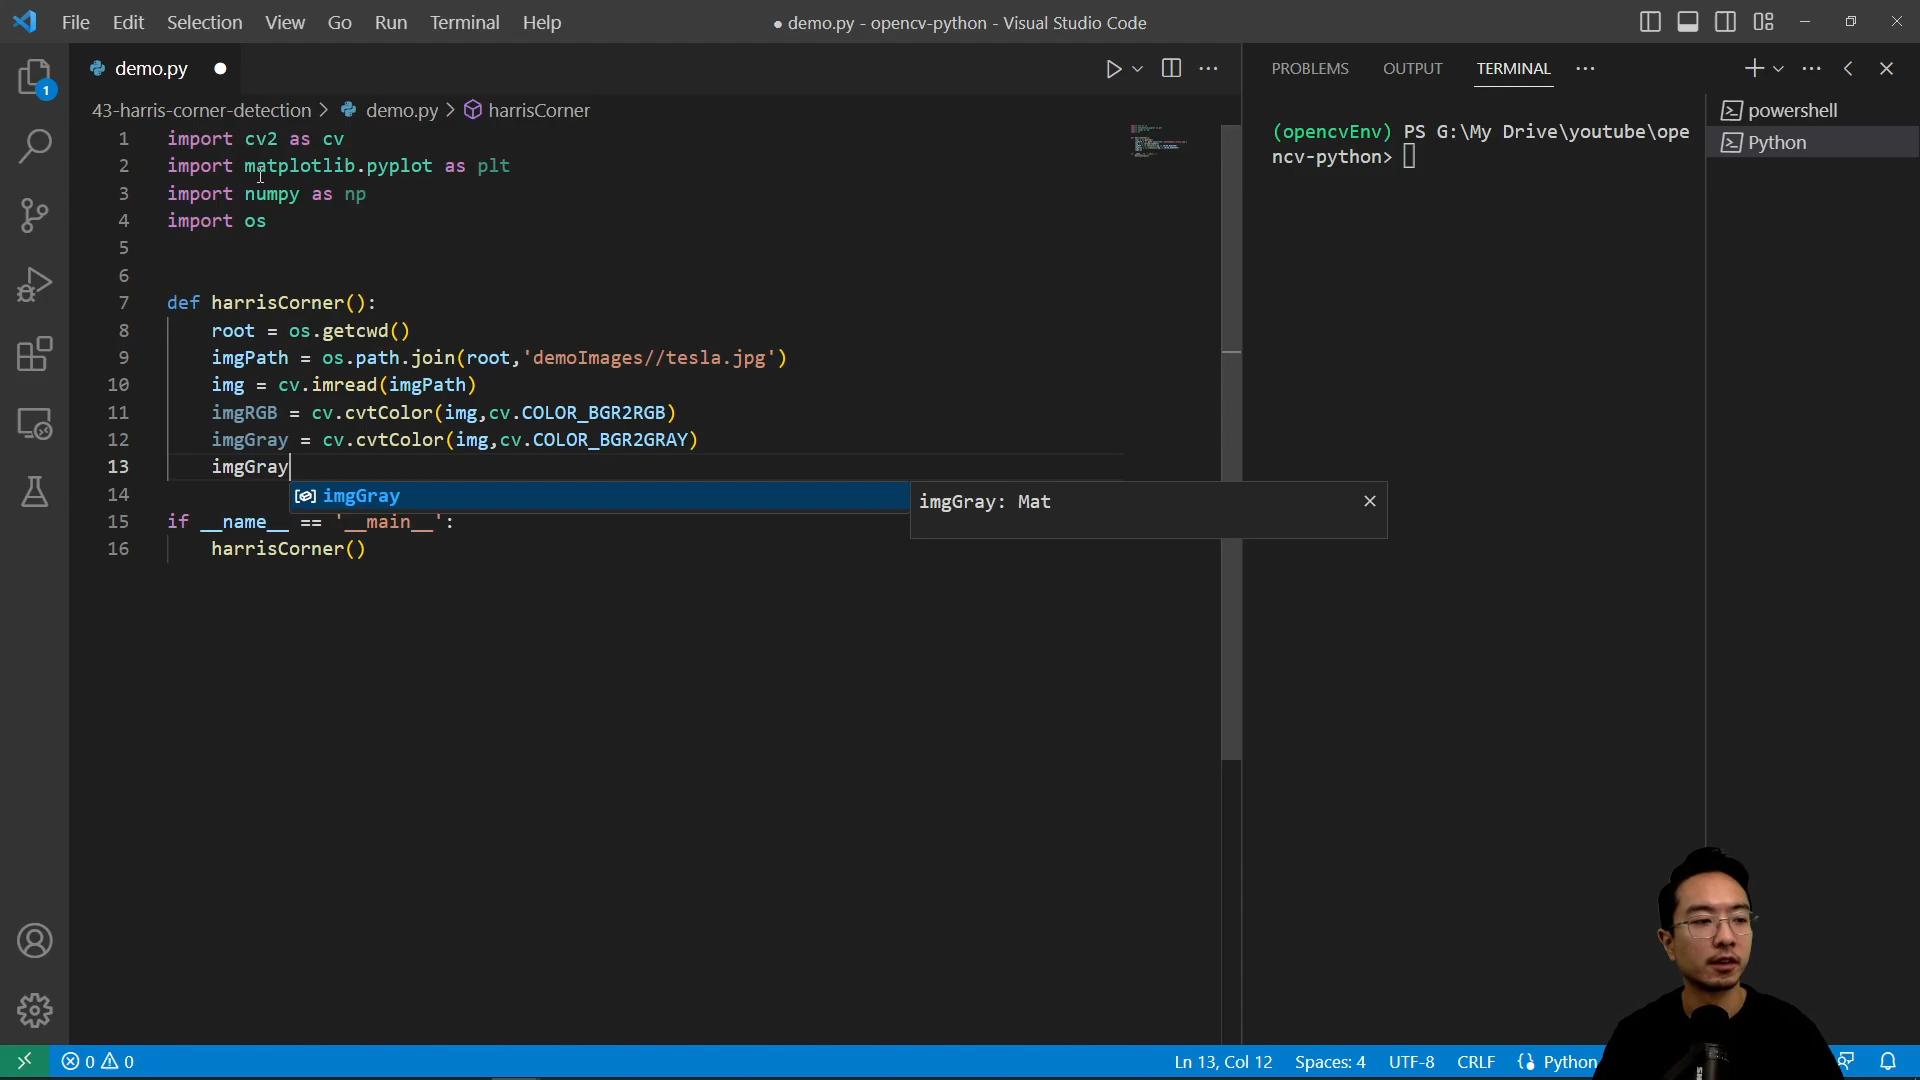 File Edit Selection View Go Run Terminal Help
● demo.py - opencv-python - Visual Studio Code
1
demo.py
43-harris-corner-detection > demo.py > harrisCorner
1 import cv2 as cv
2 import matplotlib.pyplot as plt
3 import numpy as np
4 import os
5
6
7 def harrisCorner():
8 root = os.getcwd()
9 imgPath = os.path.join(root,'demoImages//tesla.jpg')
10 img = cv.imread(imgPath)
11 imgRGB = cv.cvtColor(img,cv.COLOR_BGR2RGB)
12 imgGray = cv.cvtColor(img,cv.COLOR_BGR2GRAY)
13 imgGray
14 imgGray
imgGray: Mat
15 if __name__ == '__main__':
16 harrisCorner()
PROBLEMS OUTPUT TERMINAL
(opencvEnv) PS G:\My Drive\youtube\ope
ncv-python>
powershell
Python
0 0
Ln 13, Col 12 Spaces: 4 UTF-8 CRLF Python